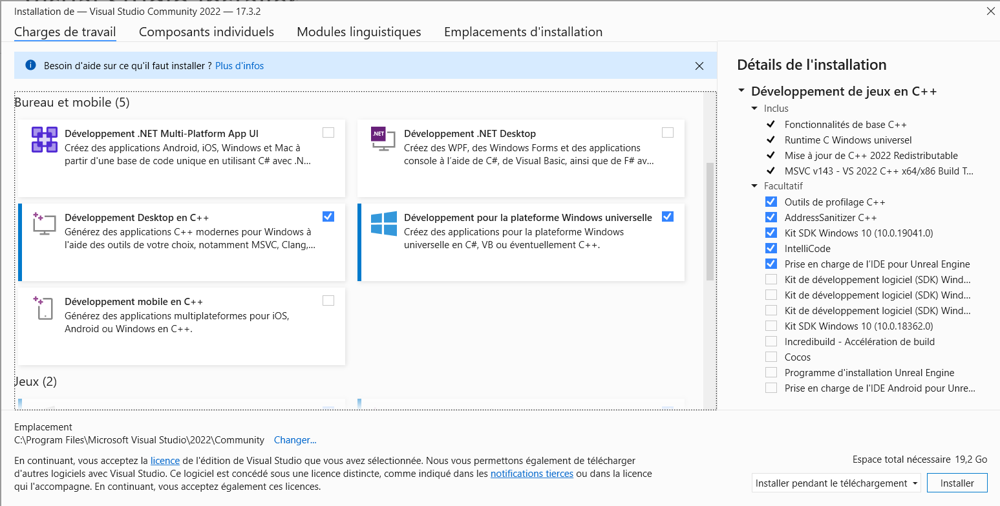 Installation de — Visual Studio Community 2022 — 17.3.2
Charges de travail
Composants individuels
Modules linguistiques
Emplacements d'installation
Besoin d'aide sur ce qu'il faut installer ? Plus d'infos
Bureau et mobile (5)
Développement .NET Multi-Platform App UI
Créez des applications Android, iOS, Windows et Mac à
partir d'une base de code unique en utilisant C# avec .N...
Développement .NET Desktop
Créez des WPF, des Windows Forms et des applications
console à l'aide de C#, de Visual Basic, ainsi que de F# av...
.NET
Développement Desktop en C++
Générez des applications C++ modernes pour Windows à
l'aide des outils de votre choix, notamment MSVC, Clang,...
Développement pour la plateforme Windows universelle
Créez des applications pour la plateforme Windows
universelle en C#, VB ou éventuellement C++.
Développement mobile en C++
Générez des applications multiplateformes pour iOS,
Android ou Windows en C++.
Jeux (2)
Détails de l'installation
Développement de jeux en C++
Inclus
Fonctionnalités de base C++
Runtime C Windows universel
Mise à jour de C++ 2022 Redistributable
MSVC v143 - VS 2022 C++ x64/x86 Build T...
Facultatif
Outils de profilage C++
AddressSanitizer C++
Kit SDK Windows 10 (10.0.19041.0)
IntelliCode
Prise en charge de l'IDE pour Unreal Engine
Kit de développement logiciel (SDK) Wind...
Kit de développement logiciel (SDK) Wind...
Kit de développement logiciel (SDK) Wind...
Kit SDK Windows 10 (10.0.18362.0)
Incredibuild - Accélération de build
Cocos
Programme d'installation Unreal Engine
Prise en charge de l'IDE Android pour Unre...
Emplacement
C:\Program Files\Microsoft Visual Studio\2022\Community Changer...
En continuant, vous acceptez la licence de l'édition de Visual Studio que vous avez sélectionnée. Nous vous permettons également de télécharger
d'autres logiciels avec Visual Studio. Ce logiciel est concédé sous une licence distincte, comme indiqué dans les notifications tierces ou dans la licence
qui l'accompagne. En continuant, vous acceptez également ces licences.
Espace total nécessaire 19,2 Go
Installer pendant le téléchargement
Installer